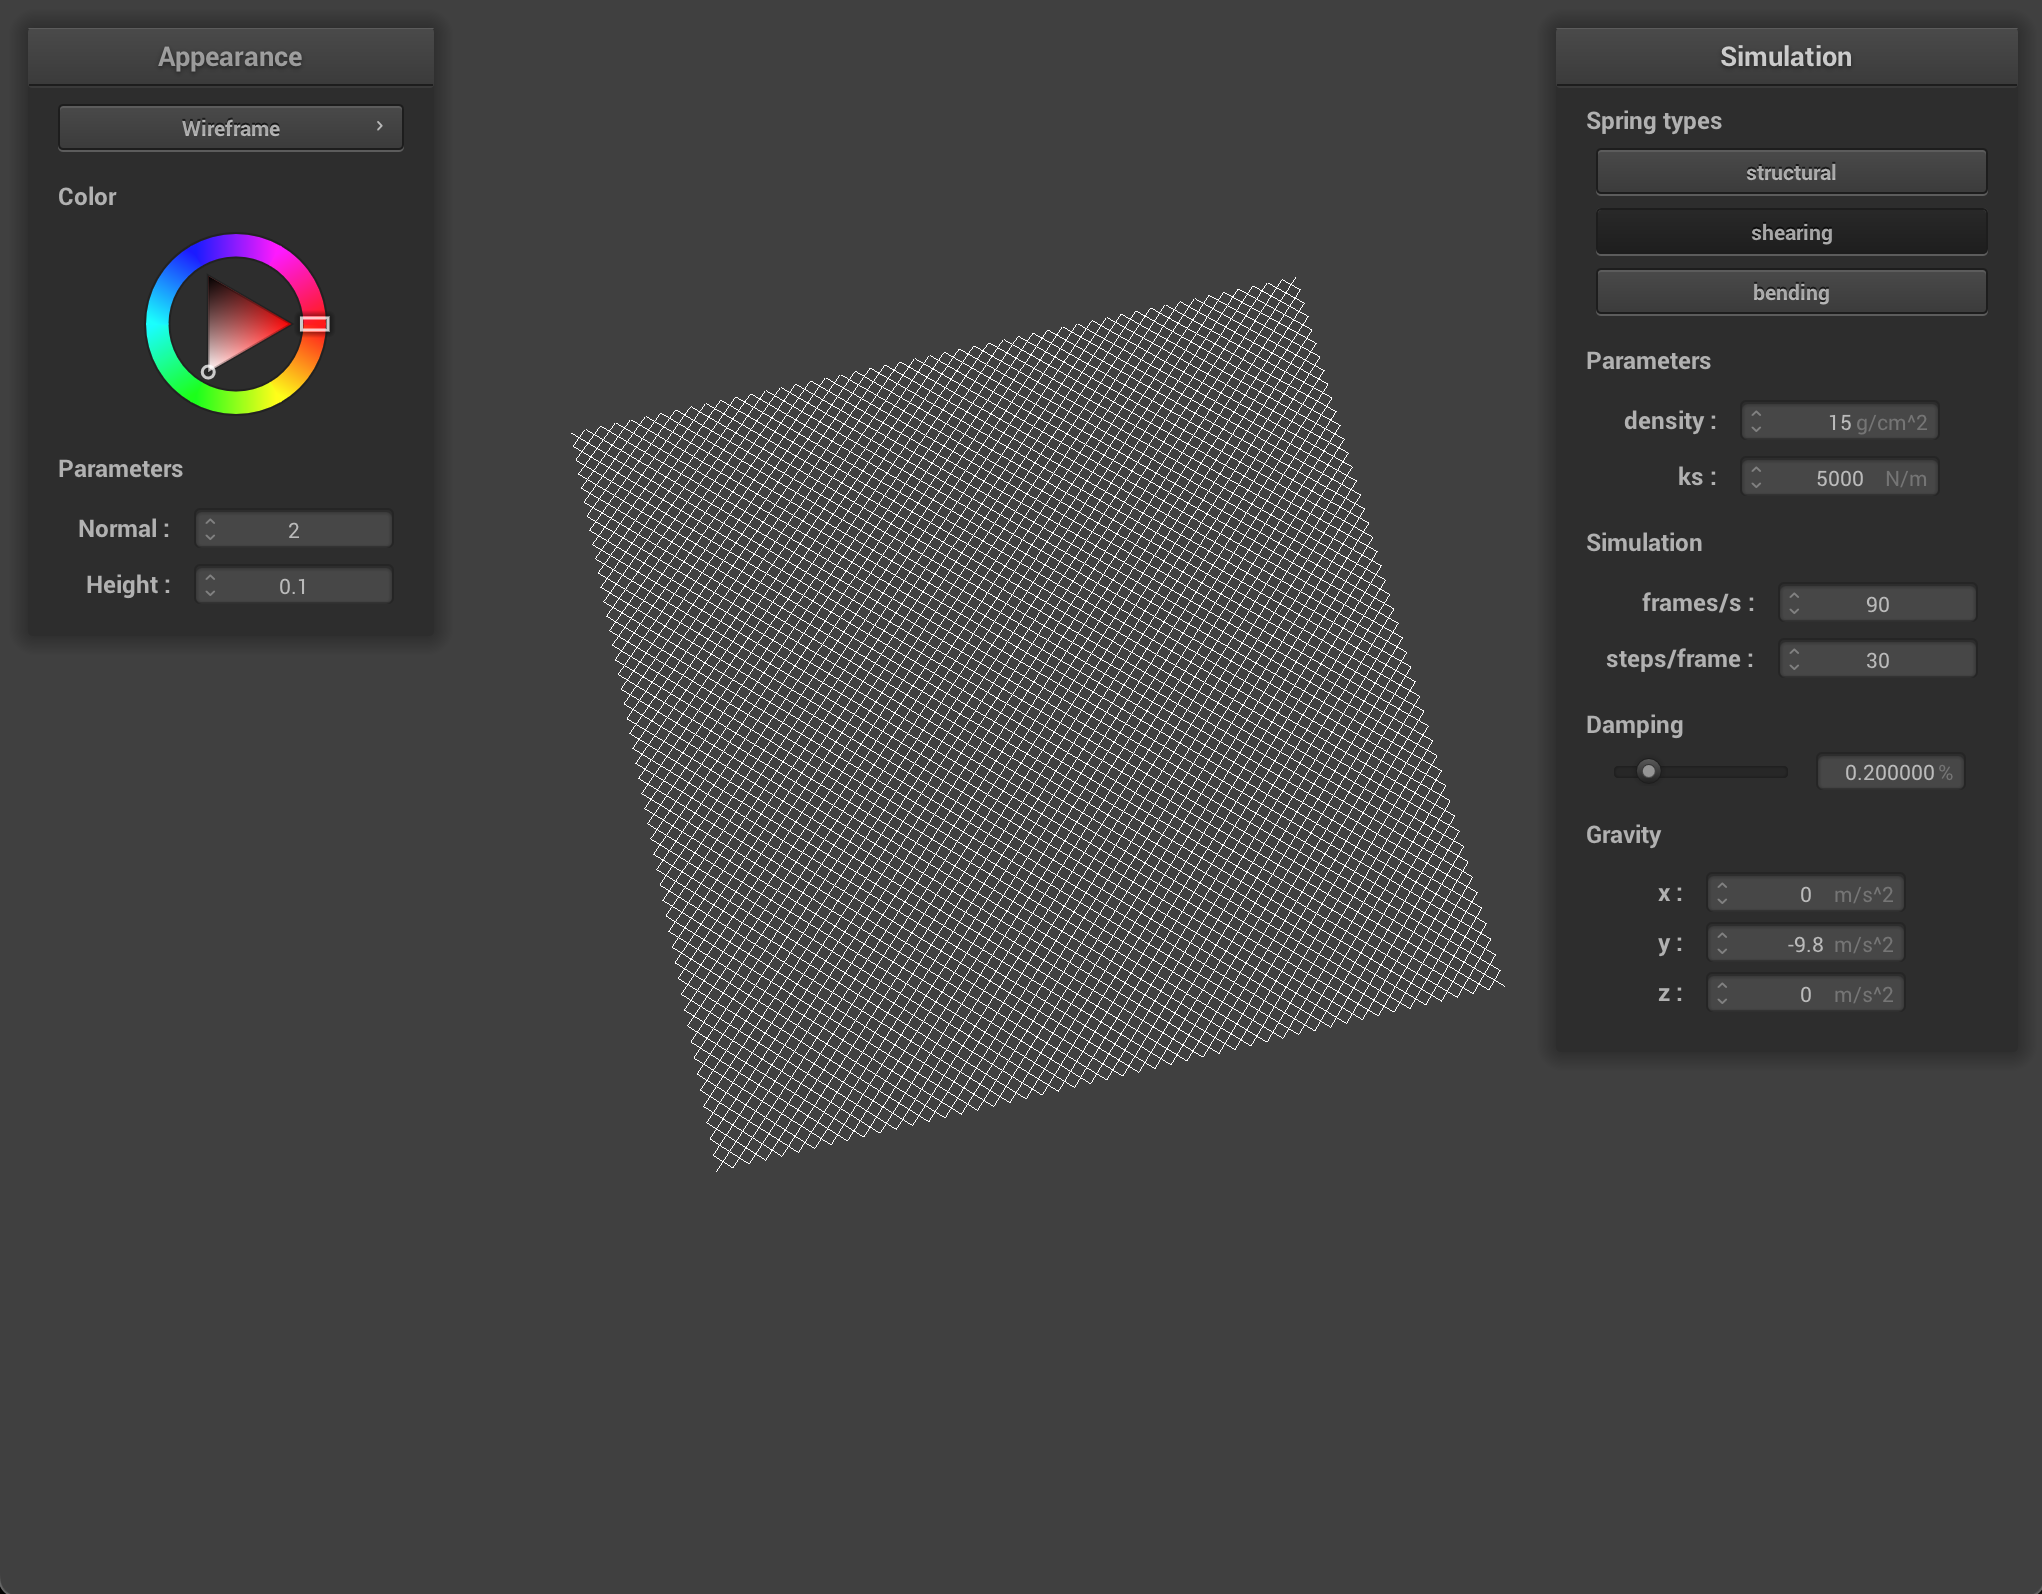 Appearance
Wireframe
Color
Parameters
Normal : 2
Height : 0.1
Simulation
Spring types
structural
shearing
bending
Parameters
density : 15 g/cm^2
ks : 5000 N/m
Simulation
frames/s : 90
steps/frame : 30
Damping
0.200000 %
Gravity
x : 0 m/s^2
y : -9.8 m/s^2
z : 0 m/s^2